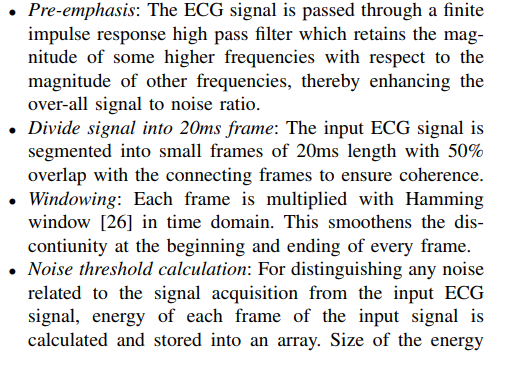 • Pre-emphasis: The ECG signal is passed through a finite
impulse response high pass filter which retains the mag-
nitude of some higher frequencies with respect to the
magnitude of other frequencies, thereby enhancing the
over-all signal to noise ratio.
• Divide signal into 20ms frame: The input ECG signal is
segmented into small frames of 20ms length with 50%
overlap with the connecting frames to ensure coherence.
• Windowing: Each frame is multiplied with Hamming
window [26] in time domain. This smoothens the dis-
contiunity at the beginning and ending of every frame.
• Noise threshold calculation: For distinguishing any noise
related to the signal acquisition from the input ECG
signal, energy of each frame of the input signal is
calculated and stored into an array. Size of the energy